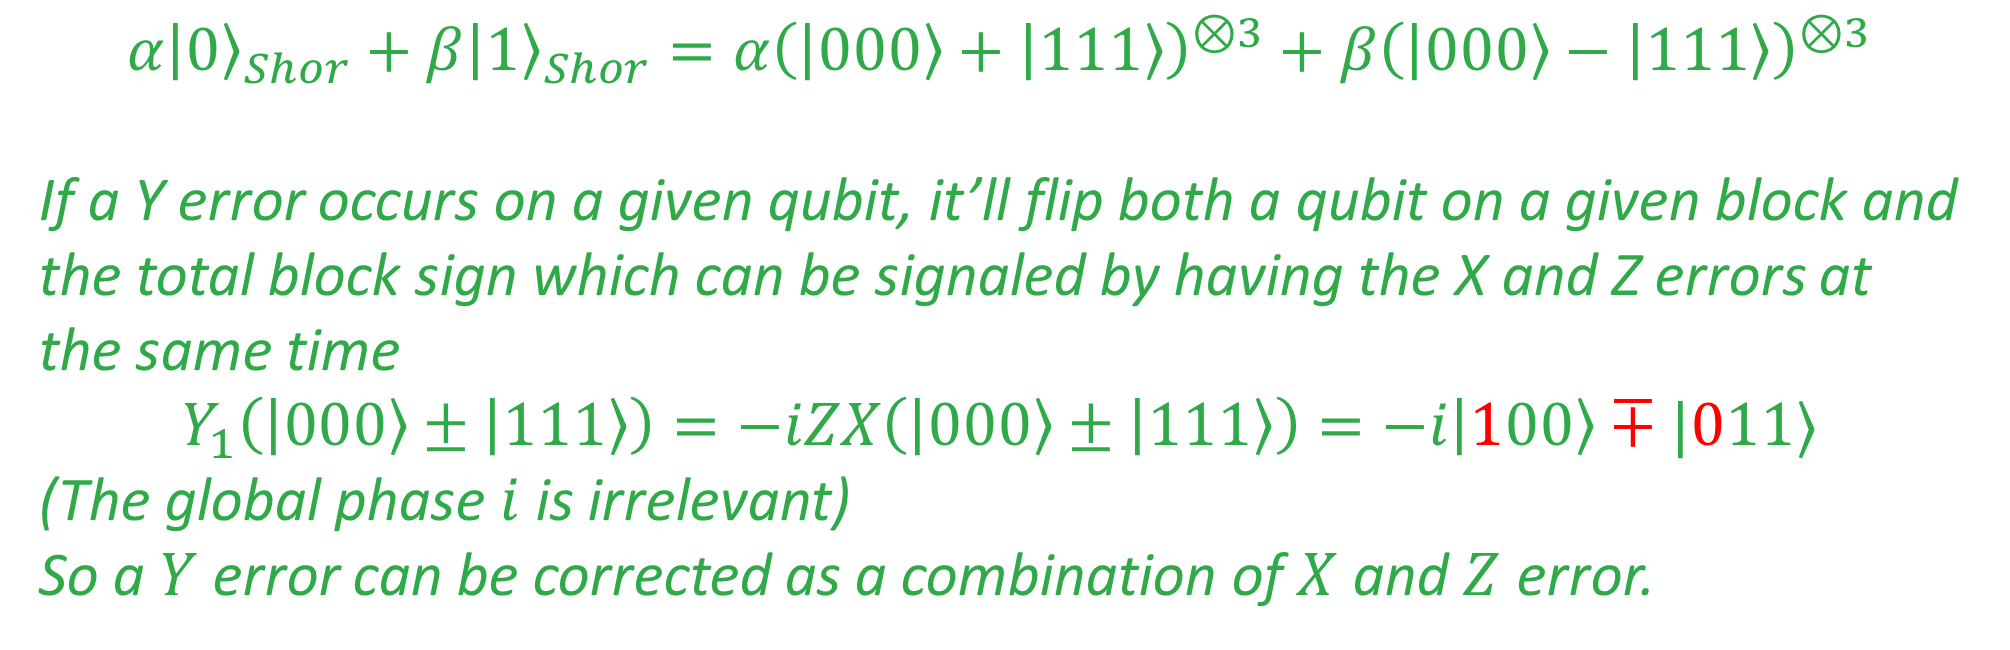 α|0⟩Shor + β|1⟩Shor = α(|000⟩ + |111⟩)⊗3 + β(|000⟩ − |111⟩)⊗3
If a Y error occurs on a given qubit, it’ll flip both a qubit on a given block and
the total block sign which can be signaled by having the X and Z errors at
the same time
Y1(|000⟩ ± |111⟩) = −iZX(|000⟩ ± |111⟩) = −i|100⟩ ∓ |011⟩
(The global phase i is irrelevant)
So a Y error can be corrected as a combination of X and Z error.